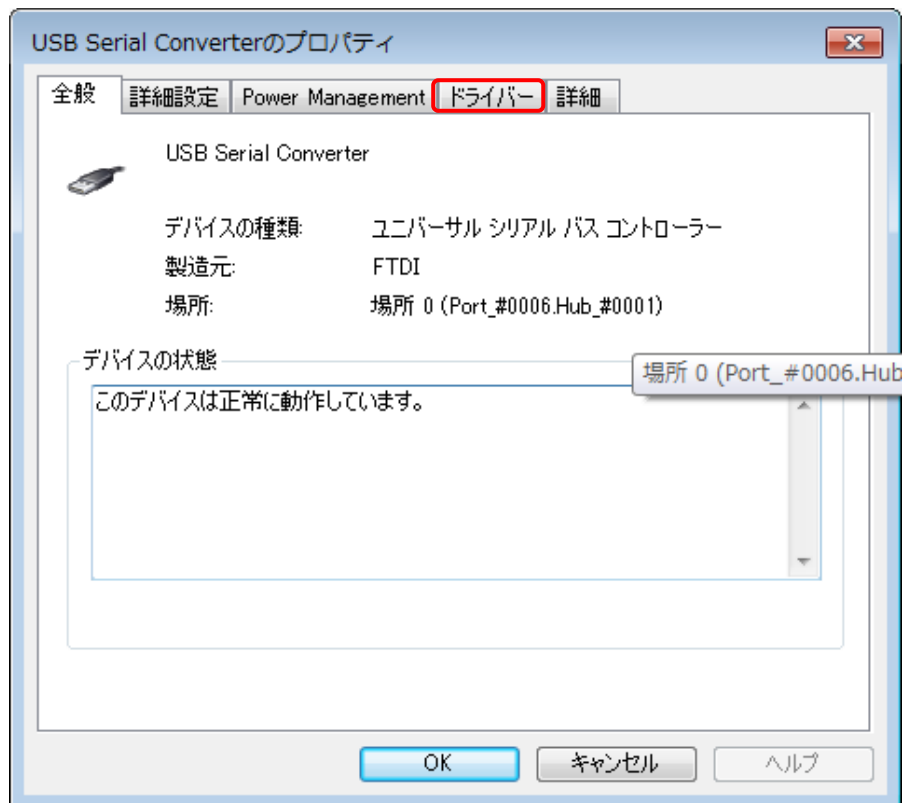 USB Serial Converterのプロパティ
全般 詳細設定 Power Management ドライバー 詳細
USB Serial Converter
デバイスの種類: ユニバーサル シリアル バス コントローラー
製造元: FTDI
場所: 場所 0 (Port_#0006.Hub_#0001)
デバイスの状態
場所 0 (Port_#0006.Hub
このデバイスは正常に動作しています。
OK キャンセル ヘルプ